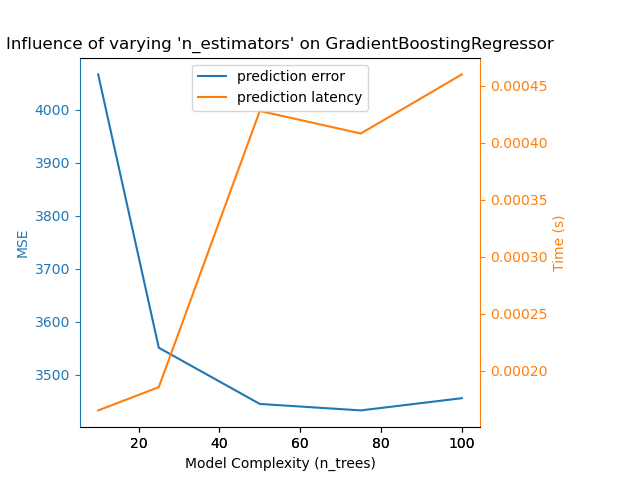 Influence of varying 'n_estimators' on GradientBoostingRegressor
prediction error
prediction latency
4000
3900
3800
3700
3600
3500
MSE
0.00045
0.00040
0.00035
0.00030
0.00025
0.00020
Time (s)
20 40 60 80 100
Model Complexity (n_trees)